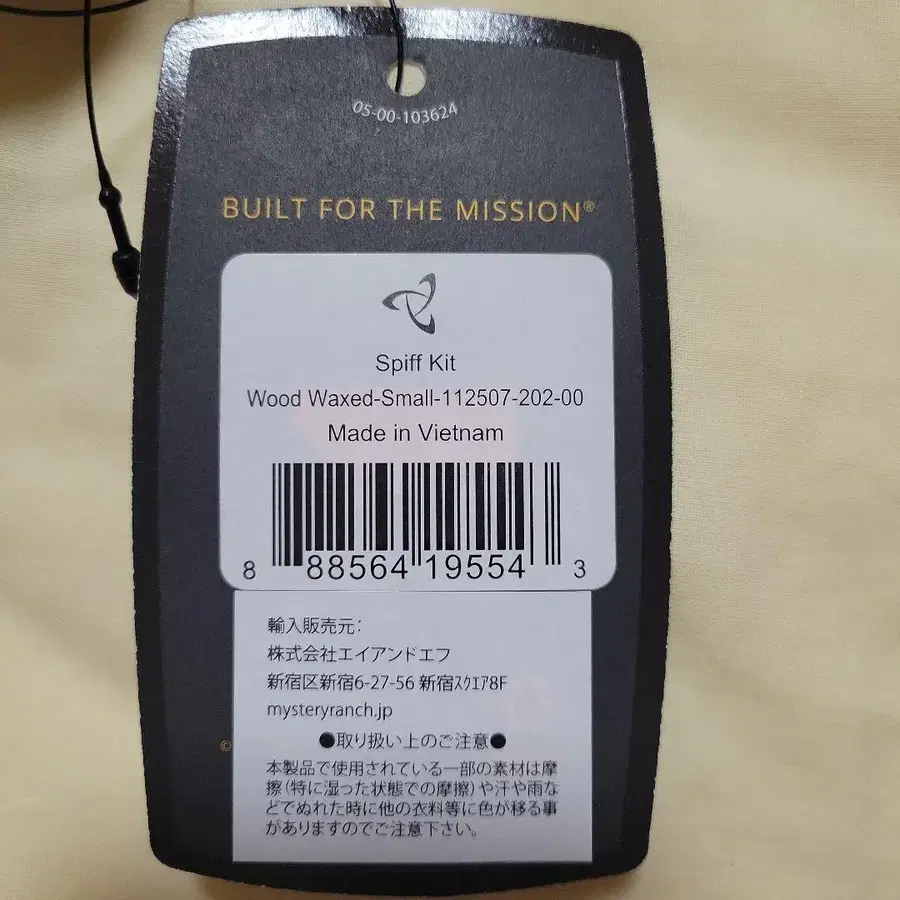 05-00-103624
BUILT FOR THE MISSION®
Spiff Kit
Wood Waxed-Small-112507-202-00
Made in Vietnam
8 88564 19554 3
輸入販売元:
株式会社エイアンドエフ
新宿区新宿6-27-56 新宿ｽｸｴｱ8F
mysteryranch.jp
●取り扱い上のご注意●
©
本製品で使用されている一部の素材は摩
擦(特に湿った状態での摩擦)や汗や雨な
どでぬれた時に他の衣料等に色が移る事
がありますのでご注意下さい。